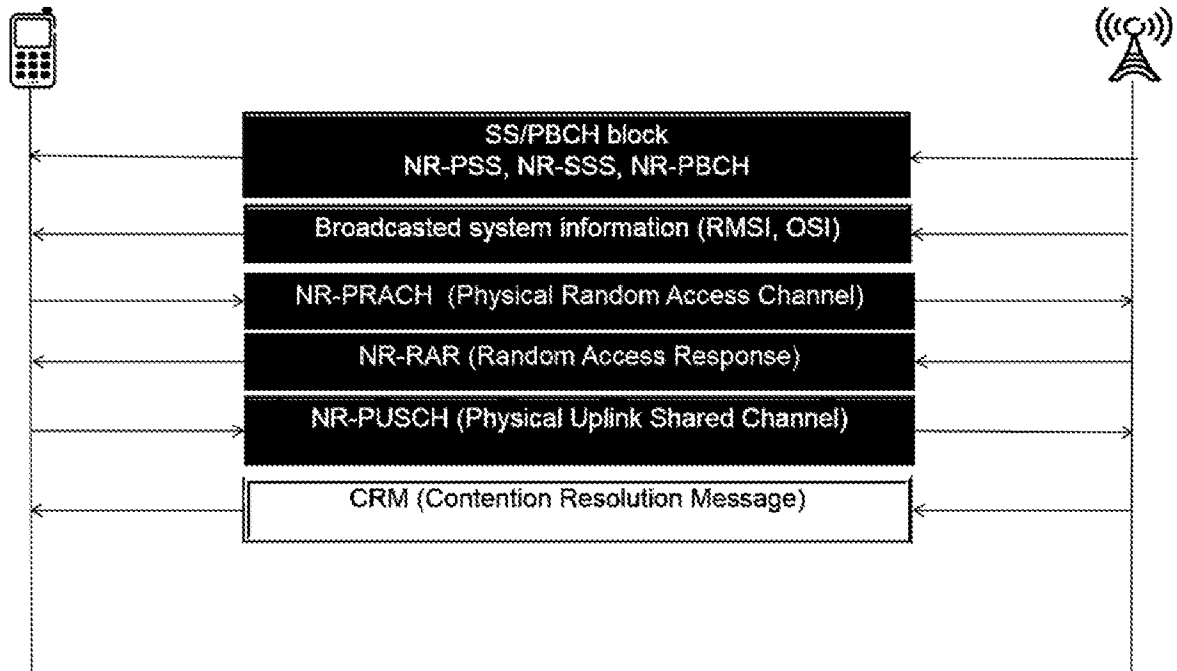 SS/PBCH block
NR-PSS, NR-SSS, NR-PBCH
Broadcasted system information (RMSI, OSI)
NR-PRACH (Physical Random Access Channel)
NR-RAR (Random Access Response)
NR-PUSCH (Physical Uplink Shared Channel)
CRM (Contention Resolution Message)